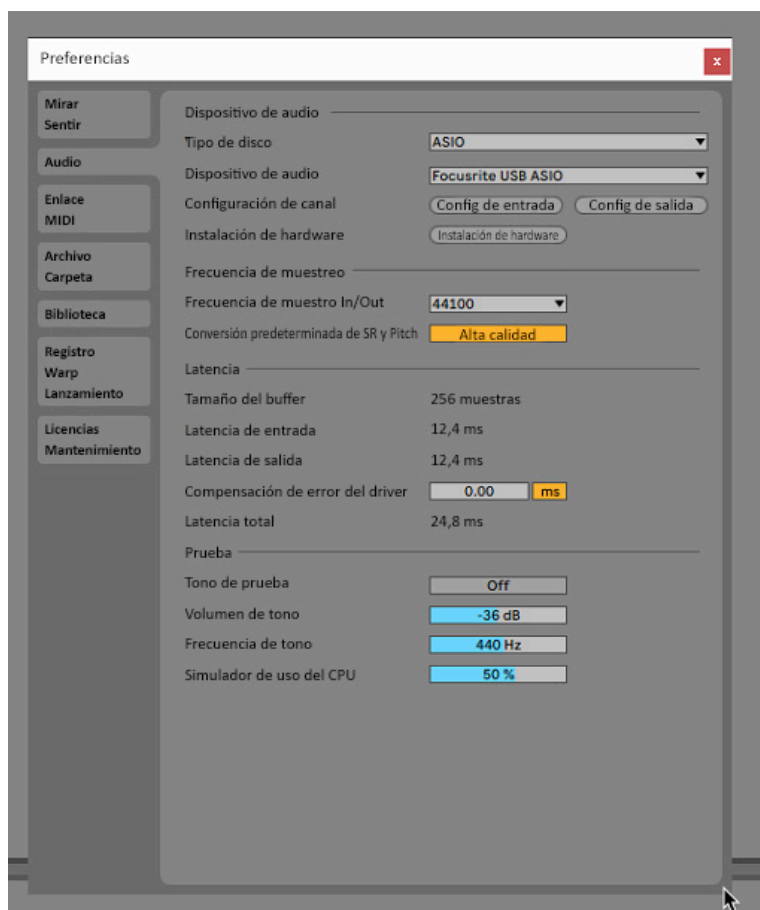 Preferencias
x
Mirar
Sentir
Audio
Enlace
MIDI
Archivo
Carpeta
Biblioteca
Registro
Warp
Lanzamiento
Licencias
Mantenimiento
Dispositivo de audio
Tipo de disco ASIO
Dispositivo de audio Focusrite USB ASIO
Configuración de canal Config de entrada Config de salida
Instalación de hardware Instalación de hardware
Frecuencia de muestreo
Frecuencia de muestro In/Out 44100
Conversión predeterminada de SR y Pitch Alta calidad
Latencia
Tamaño del buffer 256 muestras
Latencia de entrada 12,4 ms
Latencia de salida 12,4 ms
Compensación de error del driver 0.00 ms
Latencia total 24,8 ms
Prueba
Tono de prueba Off
Volumen de tono -36 dB
Frecuencia de tono 440 Hz
Simulador de uso del CPU 50 %